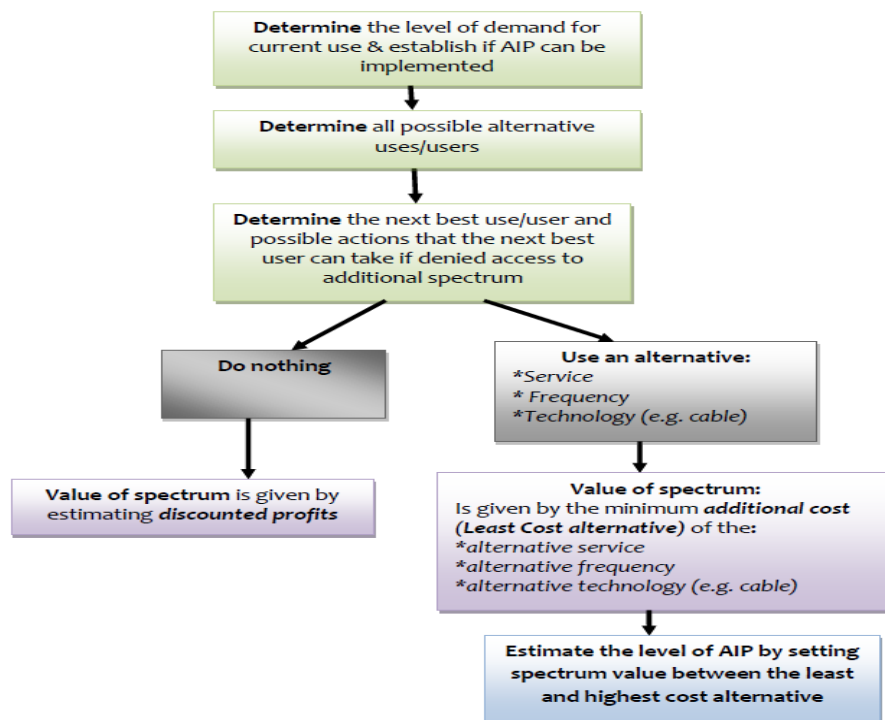 Determine the level of demand for
current use & establish if AIP can be
implemented
Determine all possible alternative
uses/users
Determine the next best use/user and
possible actions that the next best
user can take if denied access to
additional spectrum
Do nothing
Use an alternative:
*Service
* Frequency
*Technology (e.g. cable)
Value of spectrum is given by
estimating discounted profits
Value of spectrum:
Is given by the minimum additional cost
(Least Cost alternative) of the:
*alternative service
*alternative frequency
*alternative technology (e.g. cable)
Estimate the level of AIP by setting
spectrum value between the least
and highest cost alternative